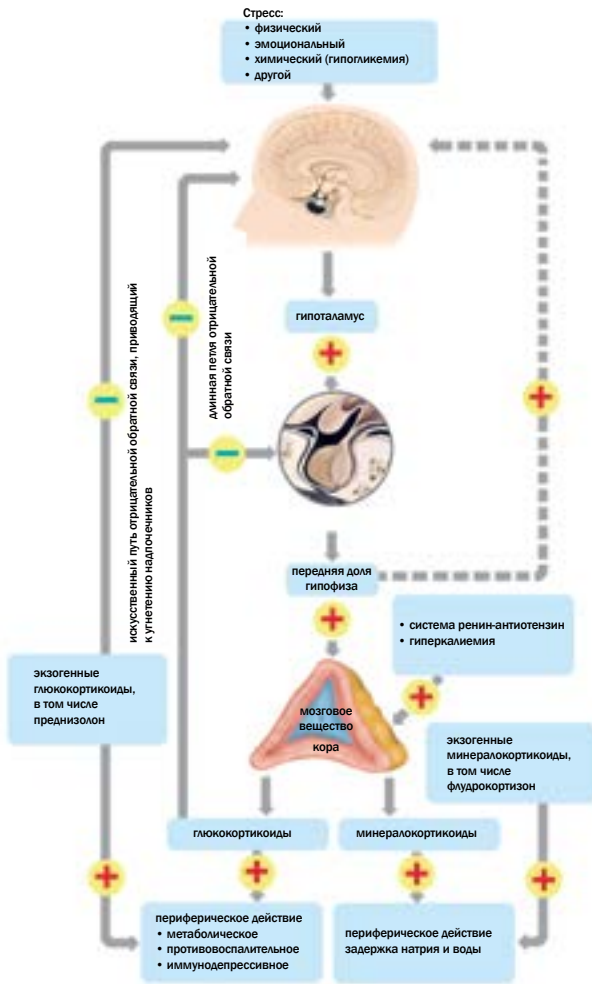 Стресс:
• физический
• эмоциональный
• химический (гипогликемия)
• другой
искусственный путь отрицательной обратной связи, приводящий
к угнетению надпочечников
длинная петля отрицательной
обратной связи
гипоталамус
передняя доля
гипофиза
• система ренин-антиотензин
• гиперкалиемия
экзогенные
глюкокортикоиды,
в том числе
преднизолон
мозговое
вещество
кора
экзогенные
минералокортикоиды,
в том числе
флудрокортизон
глюкокортикоиды
минералокортикоиды
периферическое действие
• метаболическое
• противовоспалительное
• иммунодепрессивное
периферическое действие
задержка натрия и воды